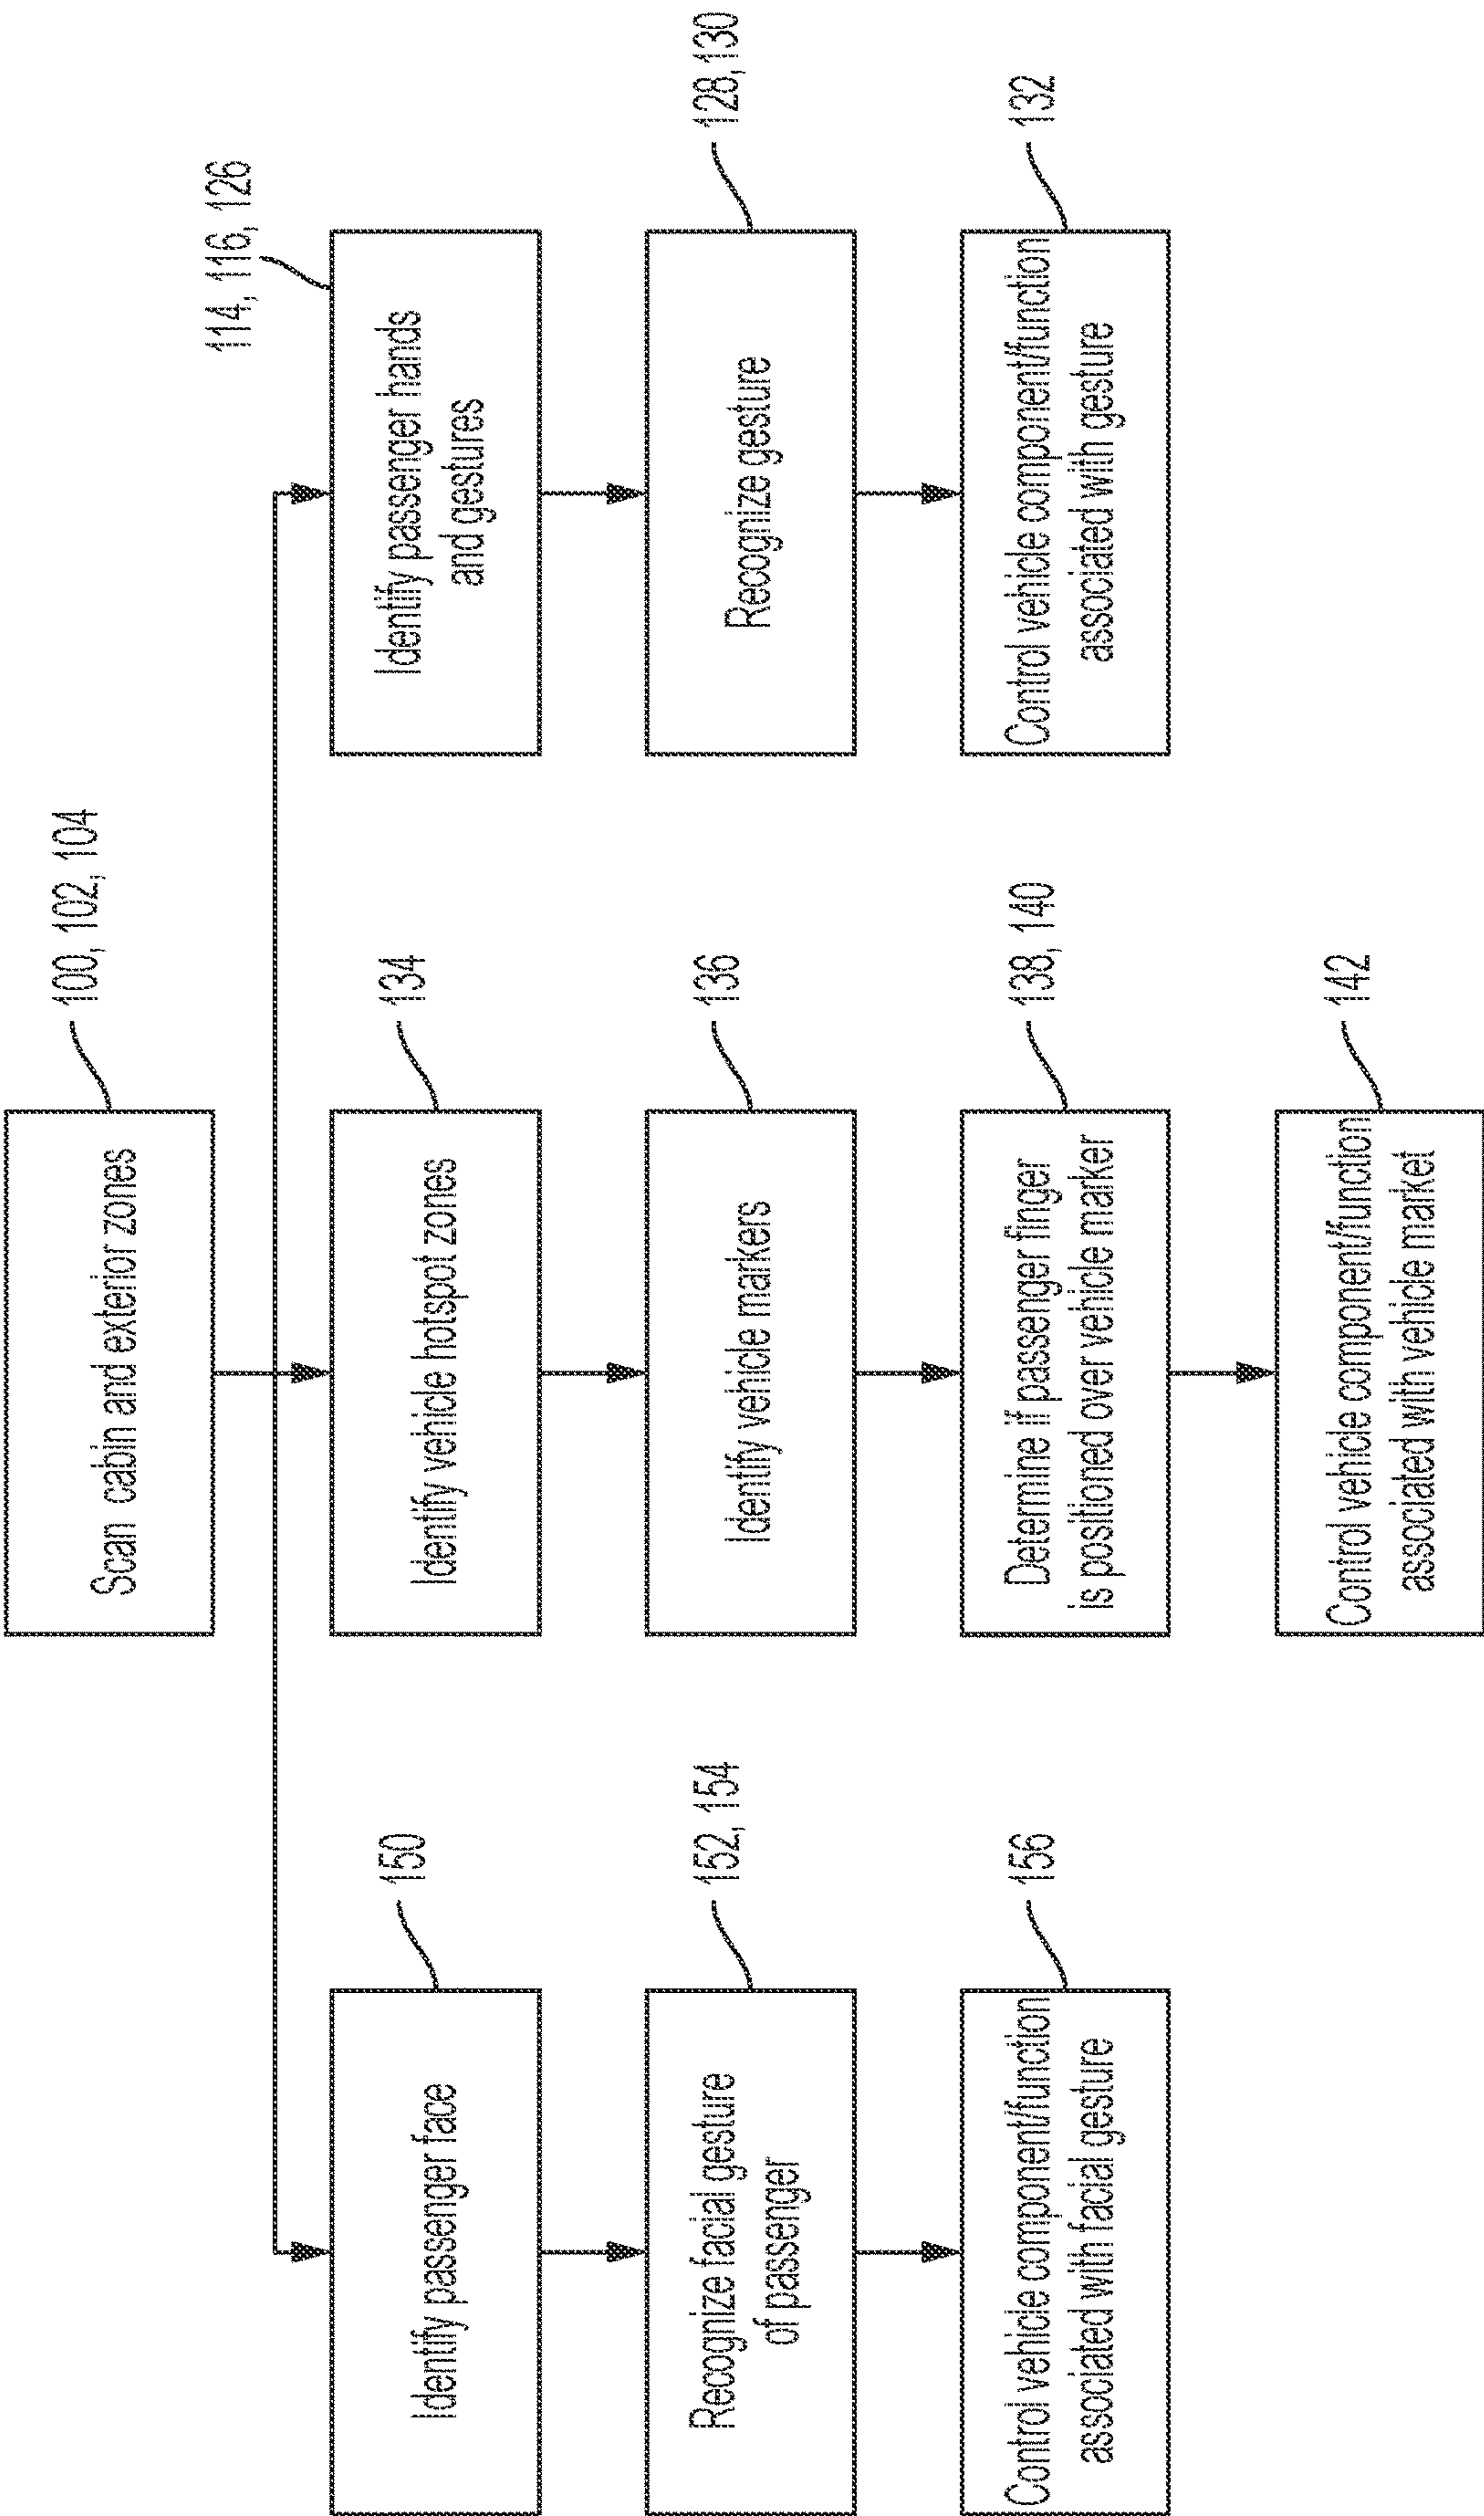 Scan cabin and exterior zones
100, 102, 104
Identify passenger face
150
Recognize facial gesture
of passenger
152, 154
Control vehicle component/function
associated with facial gesture
156
Identify vehicle hotspot zones
134
Identify vehicle markers
136
Determine if passenger finger
is positioned over vehicle marker
138, 140
Control vehicle component/function
associated with vehicle market
142
Identify passenger hands
and gestures
114, 116, 126
Recognize gesture
128, 130
Control vehicle component/function
associated with gesture
132